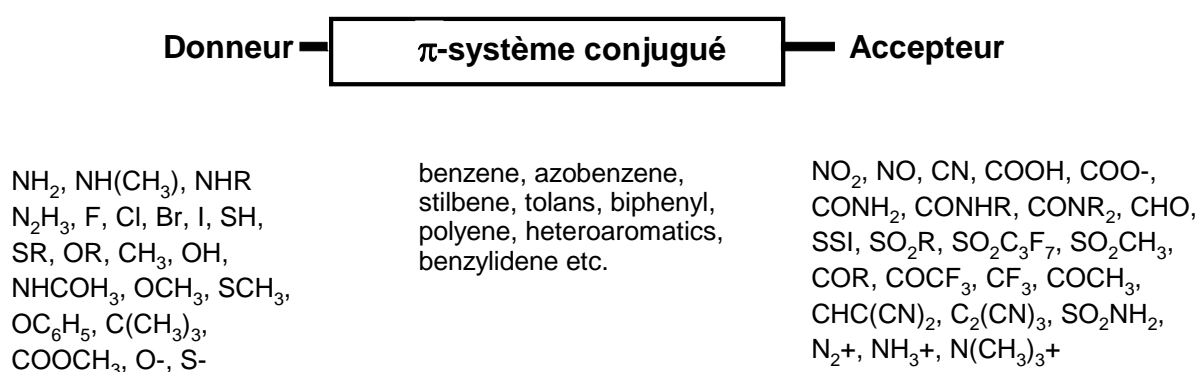 Donneur π-système conjugué Accepteur
NH₂, NH(CH₃), NHR
N₂H₃, F, Cl, Br, I, SH,
SR, OR, CH₃, OH,
NHCOH₃, OCH₃, SCH₃,
OC₆H₅, C(CH₃)₃,
COOCH₃, O-, S-
benzene, azobenzene,
stilbene, tolans, biphenyl,
polyene, heteroaromatics,
benzylidene etc.
NO₂, NO, CN, COOH, COO-,
CONH₂, CONHR, CONR₂, CHO,
SSI, SO₂R, SO₂C₃F₇, SO₂CH₃,
COR, COCF₃, CF₃, COCH₃,
CHC(CN)₂, C₂(CN)₃, SO₂NH₂,
N₂+, NH₃+, N(CH₃)₃+